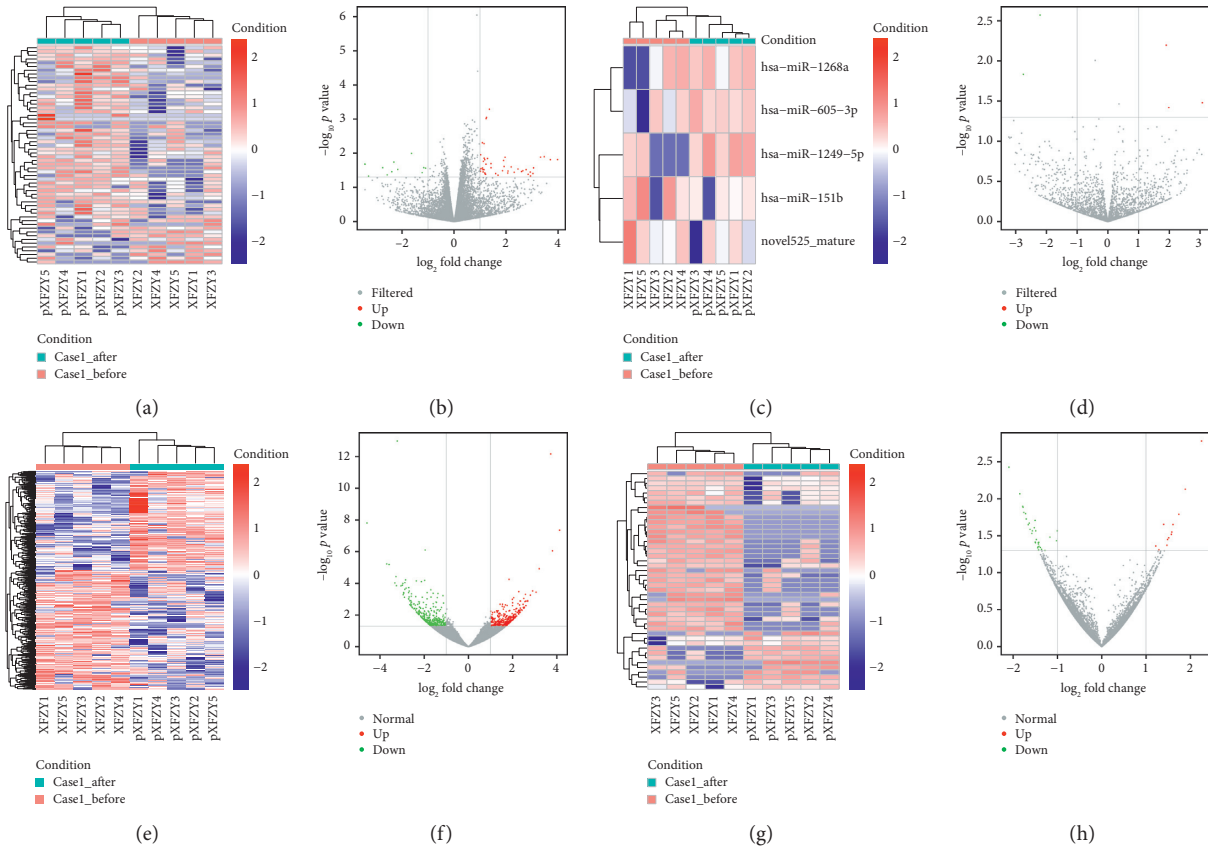 Condition
2
1
0
−1
−2
pXFZY5
pXFZY4
pXFZY1
pXFZY2
pXFZY3
XFZY2
XFZY4
XFZY5
XFZY1
XFZY3
Condition
Case1_after
Case1_before
(a)
6
5
4
3
2
1
0
−log10 p value
−2
0
2
4
log2 fold change
Filtered
Up
Down
(b)
Condition
hsa−miR−1268a
hsa−miR−605−3p
hsa−miR−1249−5p
hsa−miR−151b
novel525_mature
Condition
2
1
0
−1
−2
XFZY1
XFZY5
XFZY3
XFZY2
XFZY4
pXFZY3
pXFZY4
pXFZY5
pXFZY1
pXFZY2
Condition
Case1_after
Case1_before
(c)
2.5
2.0
1.5
1.0
0.5
0.0
−log10 p value
−3
−2
−1
0
1
2
3
log2 fold change
Filtered
Up
Down
(d)
Condition
2
1
0
−1
−2
XFZY1
XFZY5
XFZY3
XFZY2
XFZY4
pXFZY1
pXFZY4
pXFZY3
pXFZY2
pXFZY5
Condition
Case1_after
Case1_before
(e)
12
10
8
6
4
2
0
−log10 p value
−4
−2
0
2
4
log2 fold change
Normal
Up
Down
(f)
Condition
2
1
0
−1
−2
XFZY3
XFZY5
XFZY2
XFZY1
XFZY4
pXFZY1
pXFZY3
pXFZY5
pXFZY2
pXFZY4
Condition
Case1_after
Case1_before
(g)
2.5
2.0
1.5
1.0
0.5
0.0
−log10 p value
−2
−1
0
1
2
log2 fold change
Normal
Up
Down
(h)